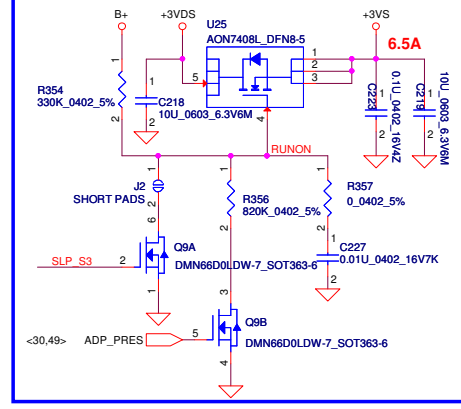 B+
+3VDS
U25
AON7408L_DFN8-5
+3VS
6.5A
R354
330K_0402_5%
1
2
1
2
C218
10U_0603_6.3V6M
5
1
2
3
4
1
2
C223
0.1U_0402_16V4Z
1
2
C219
10U_0603_6.3V6M
RUNON
J2
SHORT PADS
1
2
R356
820K_0402_5%
1
2
R357
0_0402_5%
1
2
C227
0.01U_0402_16V7K
1
2
SLP_S3
2
6
1
Q9A
DMN66D0LDW-7_SOT363-6
<30,49>
ADP_PRES
5
3
4
Q9B
DMN66D0LDW-7_SOT363-6